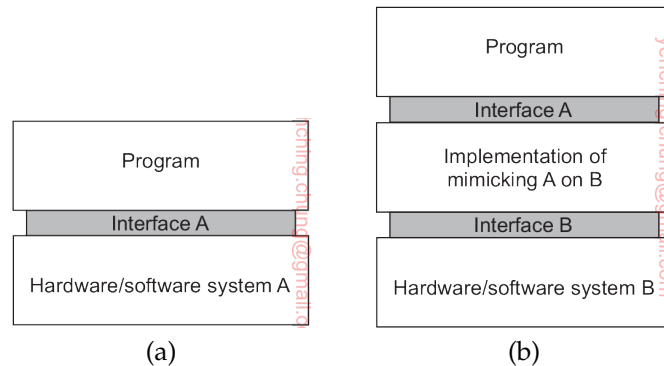 Program
Interface A
Hardware/software system A
(a)
Program
Interface A
Implementation of
mimicking A on B
Interface B
Hardware/software system B
(b)